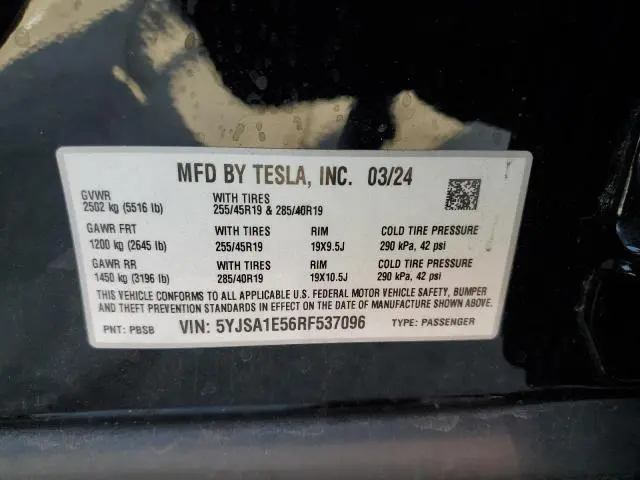 MFD BY TESLA, INC. 03/24
GVWR WITH TIRES
2502 kg (5516 lb) 255/45R19 & 285/40R19
GAWR FRT WITH TIRES RIM COLD TIRE PRESSURE
1200 kg (2645 lb) 255/45R19 19X9.5J 290 kPa, 42 psi
GAWR RR WITH TIRES RIM COLD TIRE PRESSURE
1450 kg (3196 lb) 285/40R19 19X10.5J 290 kPa, 42 psi
THIS VEHICLE CONFORMS TO ALL APPLICABLE U.S. FEDERAL MOTOR VEHICLE SAFETY, BUMPER
AND THEFT PREVENTION STANDARDS IN EFFECT ON THE DATE OF MANUFACTURE SHOWN ABOVE.
PNT: PBSB VIN: 5YJSA1E56RF537096 TYPE: PASSENGER